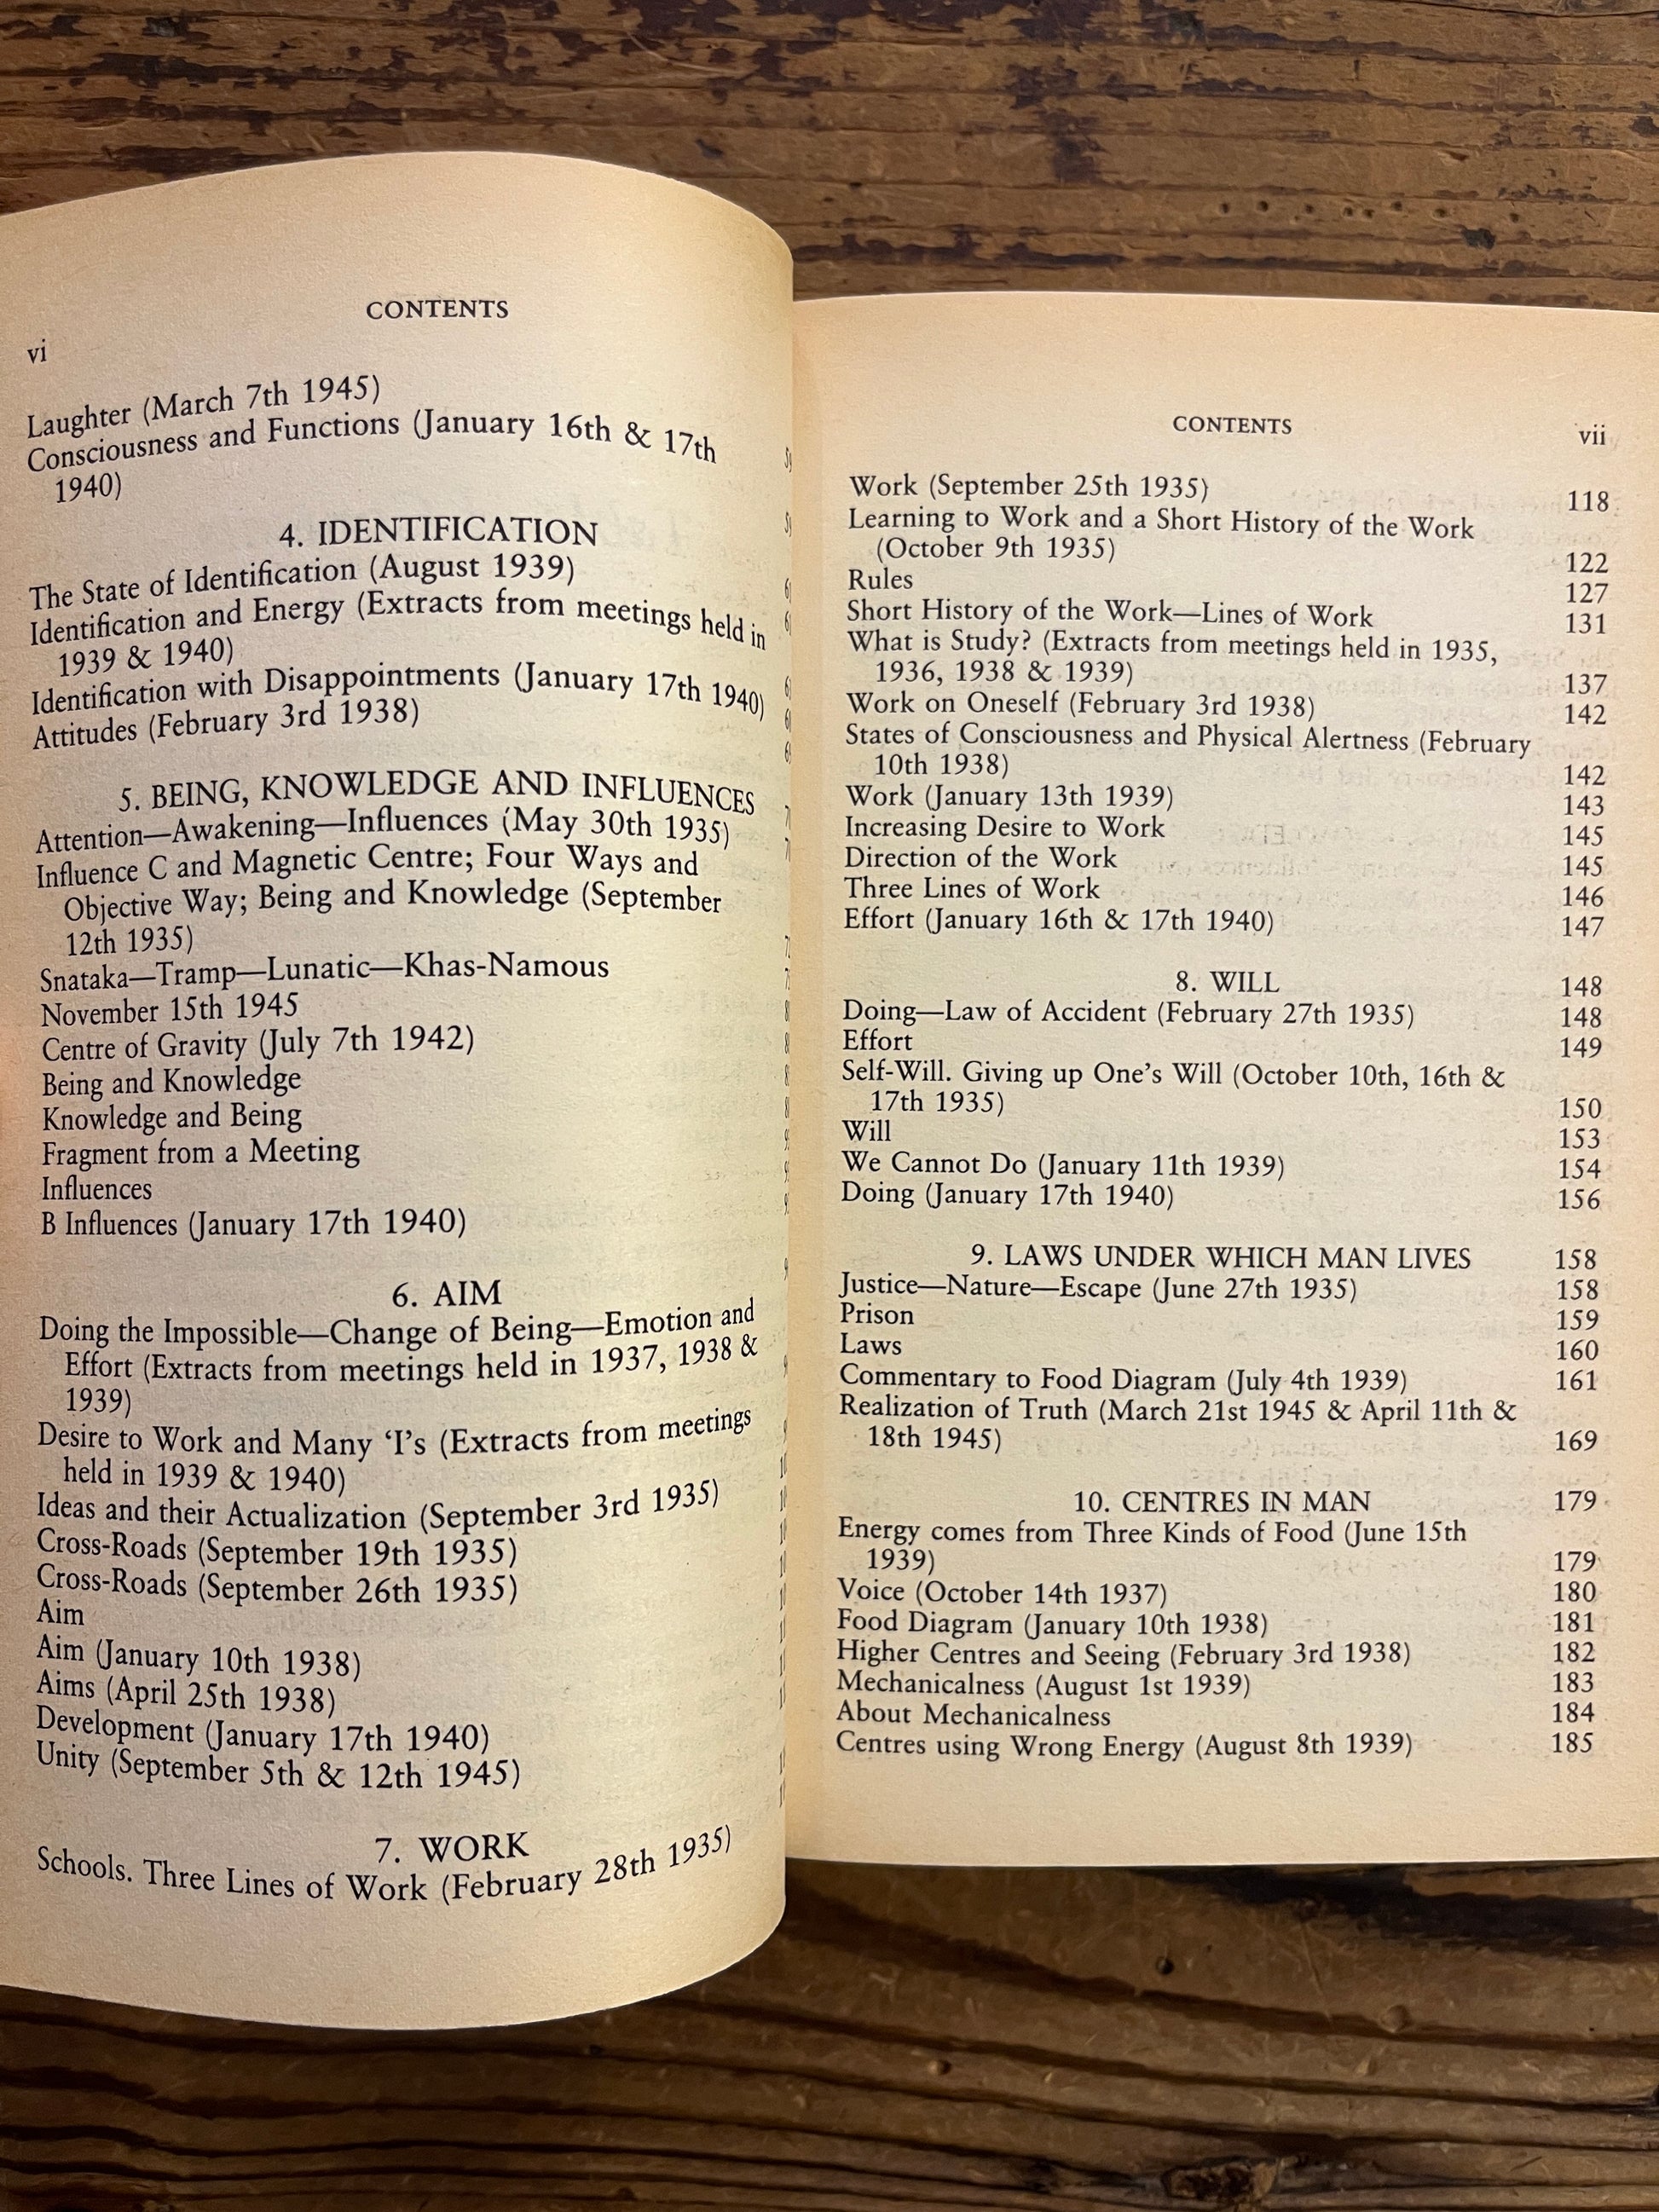 CONTENTS
vi
Laughter (March 7th 1945)
Consciousness and Functions (January 16th & 17th
1940)
4. IDENTIFICATION
The State of Identification (August 1939)
Identification and Energy (Extracts from meetings held in
1939 & 1940)
Identification with Disappointments (January 17th 1940)
Attitudes (February 3rd 1938)
5. BEING, KNOWLEDGE AND INFLUENCES
Attention—Awakening—Influences (May 30th 1935)
Influence C and Magnetic Centre; Four Ways and
Objective Way; Being and Knowledge (September
12th 1935)
Snataka—Tramp—Lunatic—Khas-Namous
November 15th 1945
Centre of Gravity (July 7th 1942)
Being and Knowledge
Knowledge and Being
Fragment from a Meeting
Influences
B Influences (January 17th 1940)
6. AIM
Doing the Impossible—Change of Being—Emotion and
Effort (Extracts from meetings held in 1937, 1938 &
1939)
Desire to Work and Many ‘I’s (Extracts from meetings
held in 1939 & 1940)
Ideas and their Actualization (September 3rd 1935)
Cross-Roads (September 19th 1935)
Cross-Roads (September 26th 1935)
Aim
Aim (January 10th 1938)
Aims (April 25th 1938)
Development (January 17th 1940)
Unity (September 5th & 12th 1945)
7. WORK
Schools. Three Lines of Work (February 28th 1935)
CONTENTS vii
Work (September 25th 1935) 118
Learning to Work and a Short History of the Work
(October 9th 1935) 122
Rules 127
Short History of the Work—Lines of Work 131
What is Study? (Extracts from meetings held in 1935,
1936, 1938 & 1939) 137
Work on Oneself (February 3rd 1938) 142
States of Consciousness and Physical Alertness (February
10th 1938) 142
Work (January 13th 1939) 143
Increasing Desire to Work 145
Direction of the Work 145
Three Lines of Work 146
Effort (January 16th & 17th 1940) 147
8. WILL 148
Doing—Law of Accident (February 27th 1935) 148
Effort 149
Self-Will. Giving up One’s Will (October 10th, 16th &
17th 1935) 150
Will 153
We Cannot Do (January 11th 1939) 154
Doing (January 17th 1940) 156
9. LAWS UNDER WHICH MAN LIVES 158
Justice—Nature—Escape (June 27th 1935) 158
Prison 159
Laws 160
Commentary to Food Diagram (July 4th 1939) 161
Realization of Truth (March 21st 1945 & April 11th &
18th 1945) 169
10. CENTRES IN MAN 179
Energy comes from Three Kinds of Food (June 15th
1939) 179
Voice (October 14th 1937) 180
Food Diagram (January 10th 1938) 181
Higher Centres and Seeing (February 3rd 1938) 182
Mechanicalness (August 1st 1939) 183
About Mechanicalness 184
Centres using Wrong Energy (August 8th 1939) 185